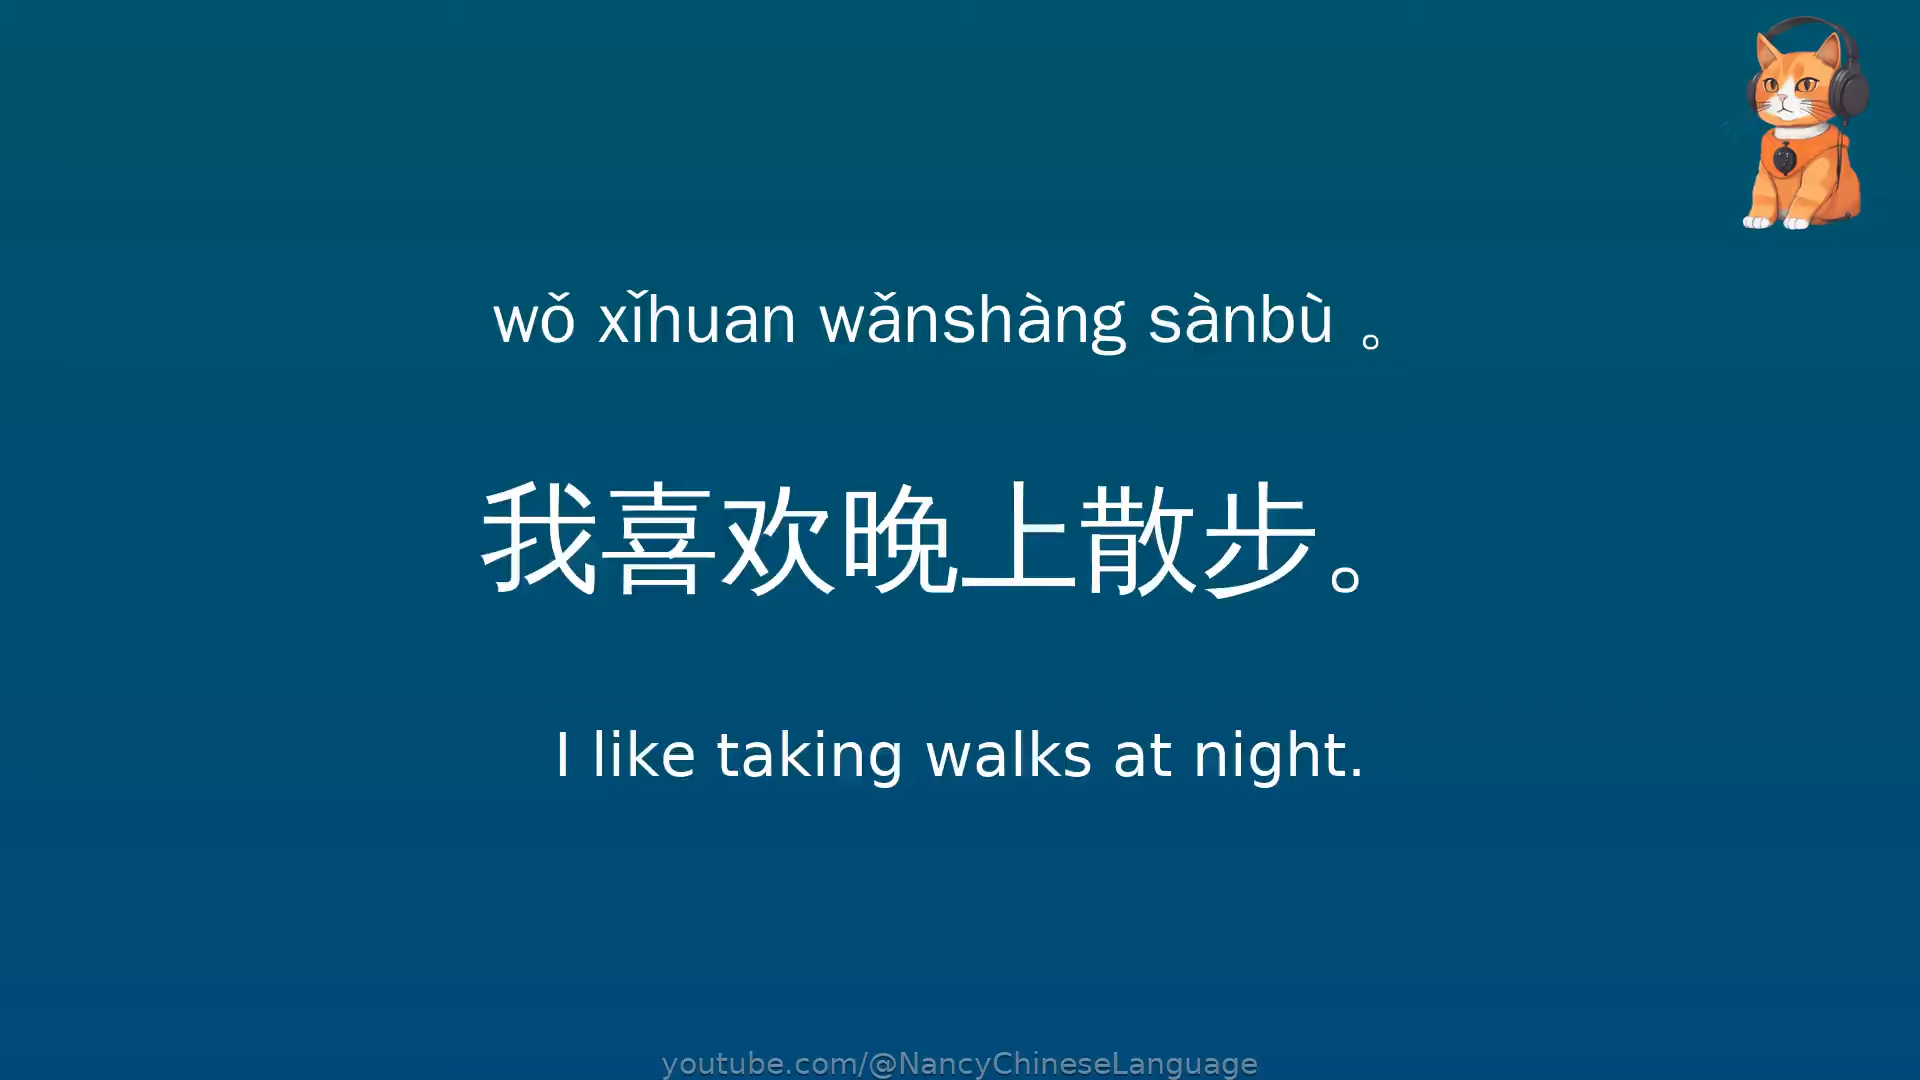 wǒ xǐhuan wǎnshàng sànbù 。
我喜欢晚上散步。
I like taking walks at night.
youtube.com/@NancyChineseLanguage